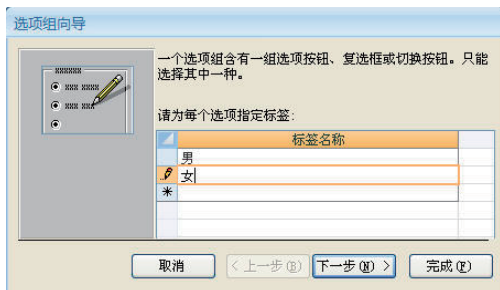 选项组向导
一个选项组含有一组选项按钮、复选框或切换按钮。只能
选择其中一种。
请为每个选项指定标签:
标签名称
男
女
取消
< 上一步(B)
下一步(N) >
完成(F)